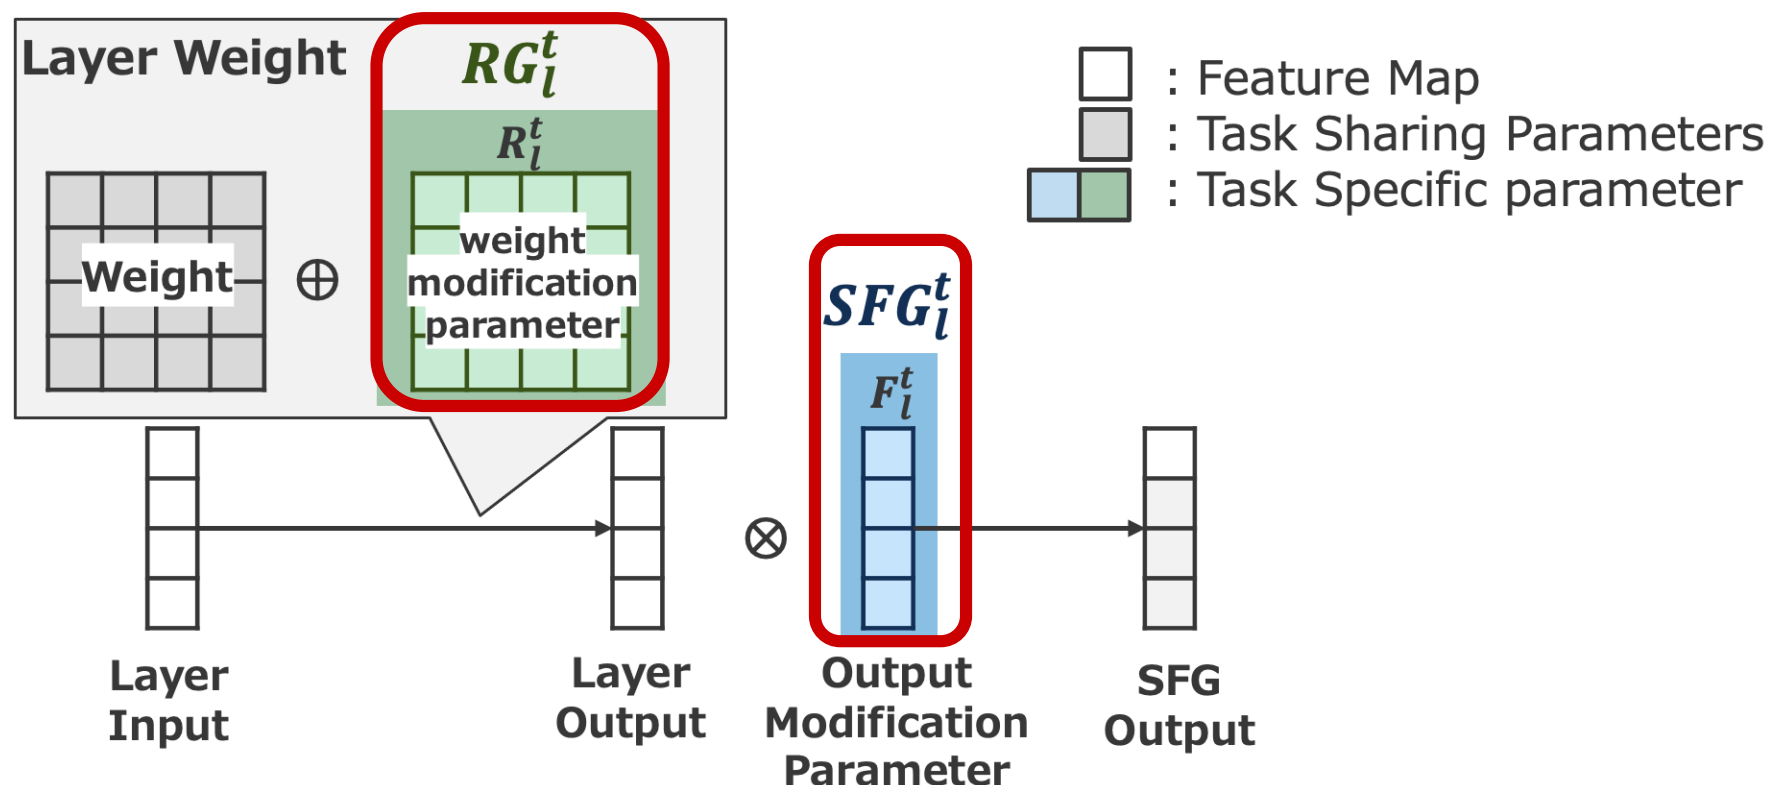 Layer Weight
RG_l^t
R_l^t
Weight
⊕
weight
modification
parameter
: Feature Map
: Task Sharing Parameters
: Task Specific parameter
SFG_l^t
F_l^t
⊗
Layer
Input
Layer
Output
Output
Modification
Parameter
SFG
Output